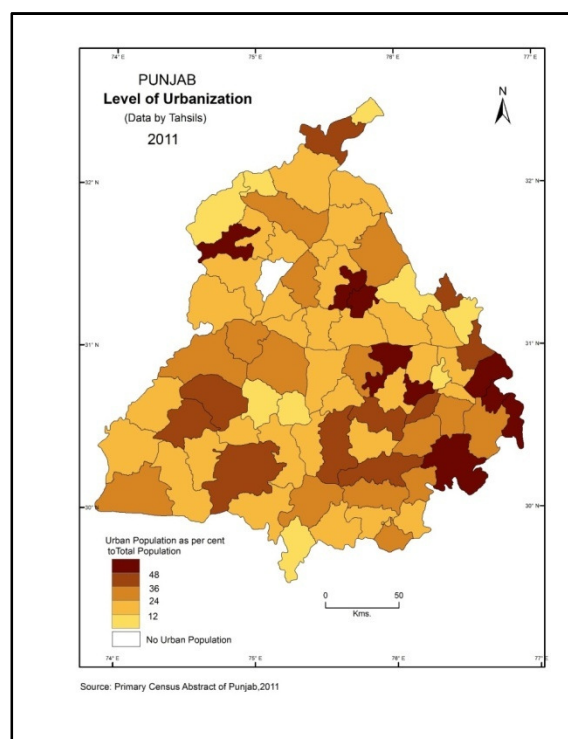 74° E 75° E 76° E 77° E
PUNJAB
Level of Urbanization
(Data by Tahsils)
2011
N
32° N 32° N
31° N 31° N
30° N 30° N
Urban Population as per cent
toTotal Population
48
36
24
12
No Urban Population
0 50
Kms.
74° E 75° E 76° E 77° E
Source: Primary Census Abstract of Punjab,2011